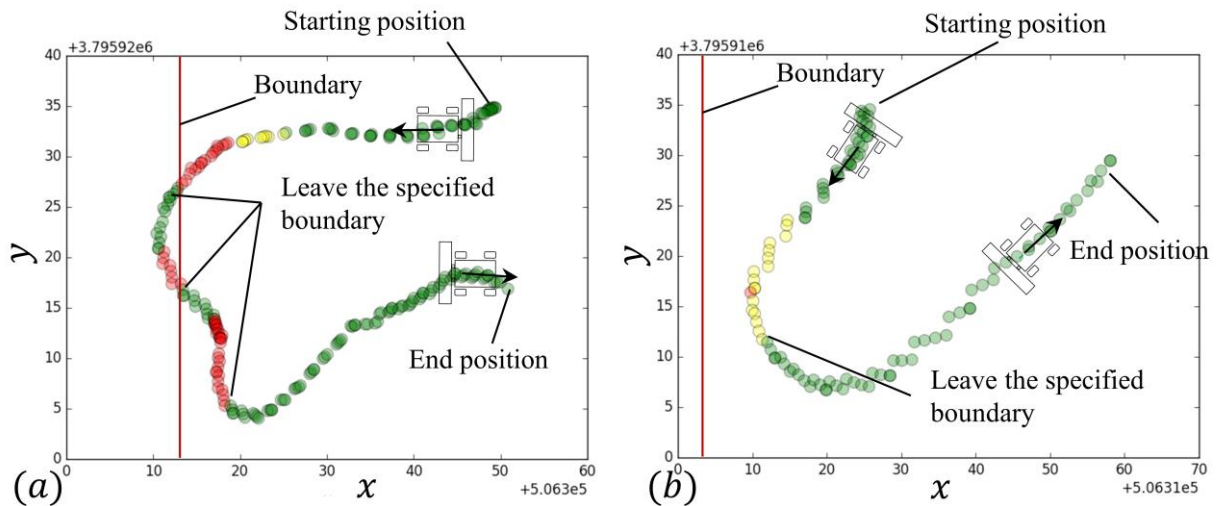 Starting position
+3.79592e6
Boundary
Leave the specified
boundary
End position
y
40
35
30
25
20
15
10
5
0
0 10 20 30 40 50 60
+5.063e5
(a)
x
Starting position
+3.79591e6
Boundary
End position
Leave the specified
boundary
y
40
35
30
25
20
15
10
5
0
0 10 20 30 40 50 60 70
+5.0631e5
(b)
x